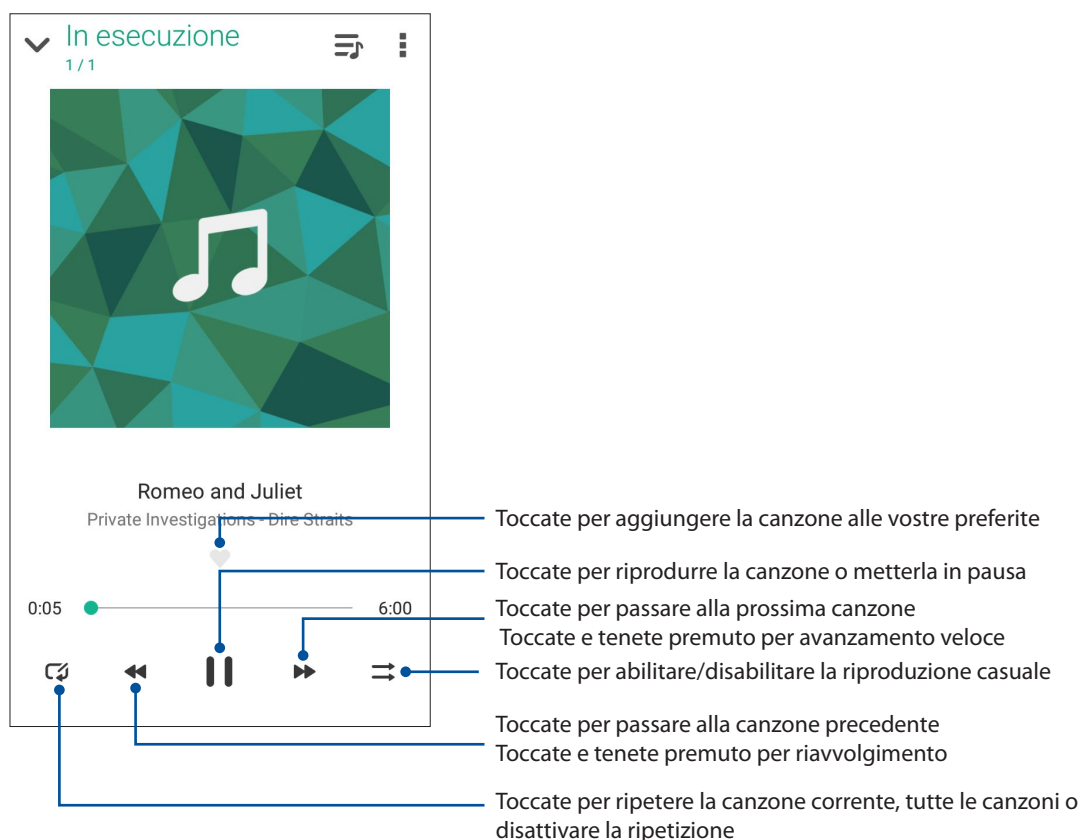 In esecuzione
1 / 1
Romeo and Juliet
Private Investigations - Dire Straits
0:05
6:00
Toccate per aggiungere la canzone alle vostre preferite
Toccate per riprodurre la canzone o metterla in pausa
Toccate per passare alla prossima canzone
Toccate e tenete premuto per avanzamento veloce
Toccate per abilitare/disabilitare la riproduzione casuale
Toccate per passare alla canzone precedente
Toccate e tenete premuto per riavvolgimento
Toccate per ripetere la canzone corrente, tutte le canzoni o
disattivare la ripetizione